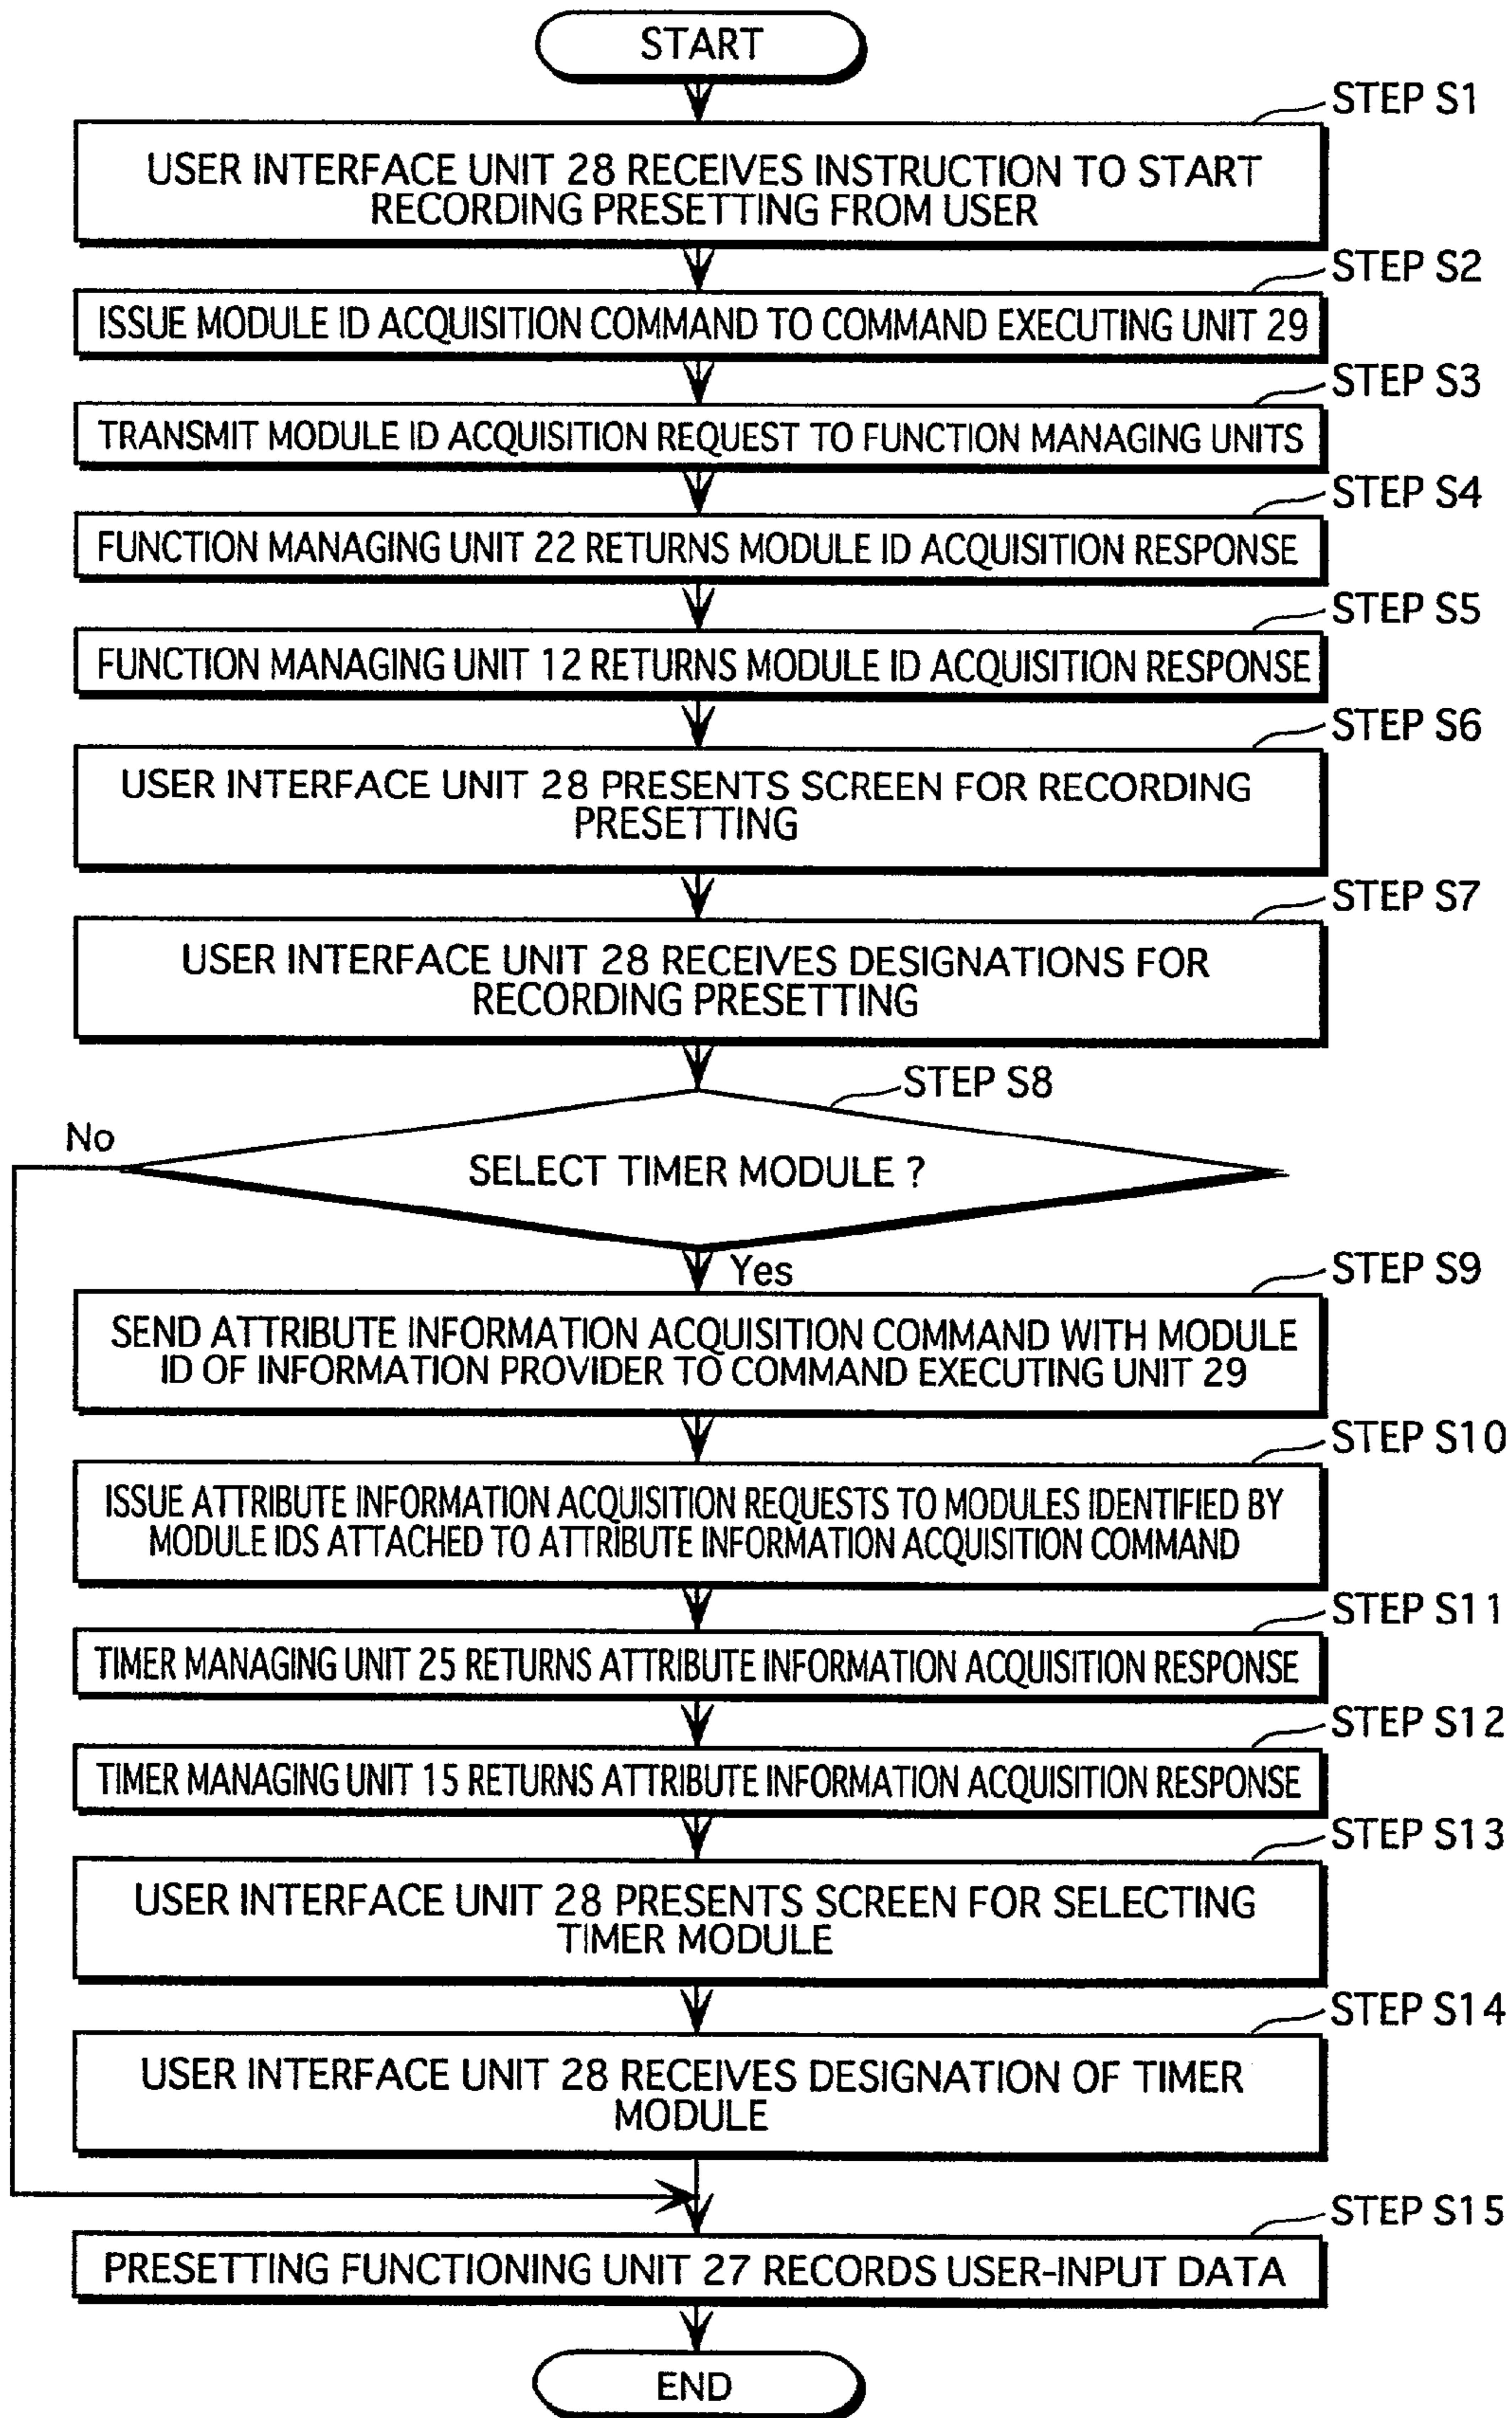 START
STEP S1
USER INTERFACE UNIT 28 RECEIVES INSTRUCTION TO START
RECORDING PRESETTING FROM USER
STEP S2
ISSUE MODULE ID ACQUISITION COMMAND TO COMMAND EXECUTING UNIT 29
STEP S3
TRANSMIT MODULE ID ACQUISITION REQUEST TO FUNCTION MANAGING UNITS
STEP S4
FUNCTION MANAGING UNIT 22 RETURNS MODULE ID ACQUISITION RESPONSE
STEP S5
FUNCTION MANAGING UNIT 12 RETURNS MODULE ID ACQUISITION RESPONSE
STEP S6
USER INTERFACE UNIT 28 PRESENTS SCREEN FOR RECORDING
PRESETTING
STEP S7
USER INTERFACE UNIT 28 RECEIVES DESIGNATIONS FOR
RECORDING PRESETTING
STEP S8
No
SELECT TIMER MODULE ?
Yes
STEP S9
SEND ATTRIBUTE INFORMATION ACQUISITION COMMAND WITH MODULE
ID OF INFORMATION PROVIDER TO COMMAND EXECUTING UNIT 29
STEP S10
ISSUE ATTRIBUTE INFORMATION ACQUISITION REQUESTS TO MODULES IDENTIFIED BY
MODULE IDS ATTACHED TO ATTRIBUTE INFORMATION ACQUISITION COMMAND
STEP S11
TIMER MANAGING UNIT 25 RETURNS ATTRIBUTE INFORMATION ACQUISITION RESPONSE
STEP S12
TIMER MANAGING UNIT 15 RETURNS ATTRIBUTE INFORMATION ACQUISITION RESPONSE
STEP S13
USER INTERFACE UNIT 28 PRESENTS SCREEN FOR SELECTING
TIMER MODULE
STEP S14
USER INTERFACE UNIT 28 RECEIVES DESIGNATION OF TIMER
MODULE
STEP S15
PRESETTING FUNCTIONING UNIT 27 RECORDS USER-INPUT DATA
END